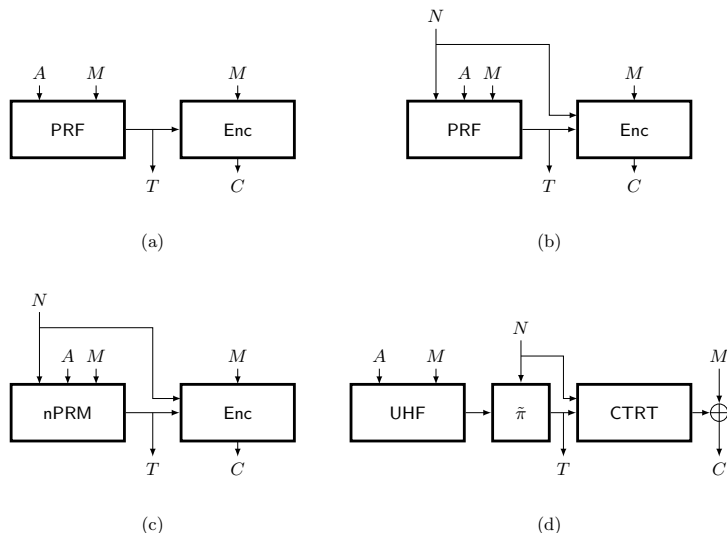 A M M
PRF Enc
T C
(a)
N
A M M
PRF Enc
T C
(b)
N
A M M
nPRM Enc
T C
(c)
N
A M M
UHF π̃ CTRT
T C
(d)